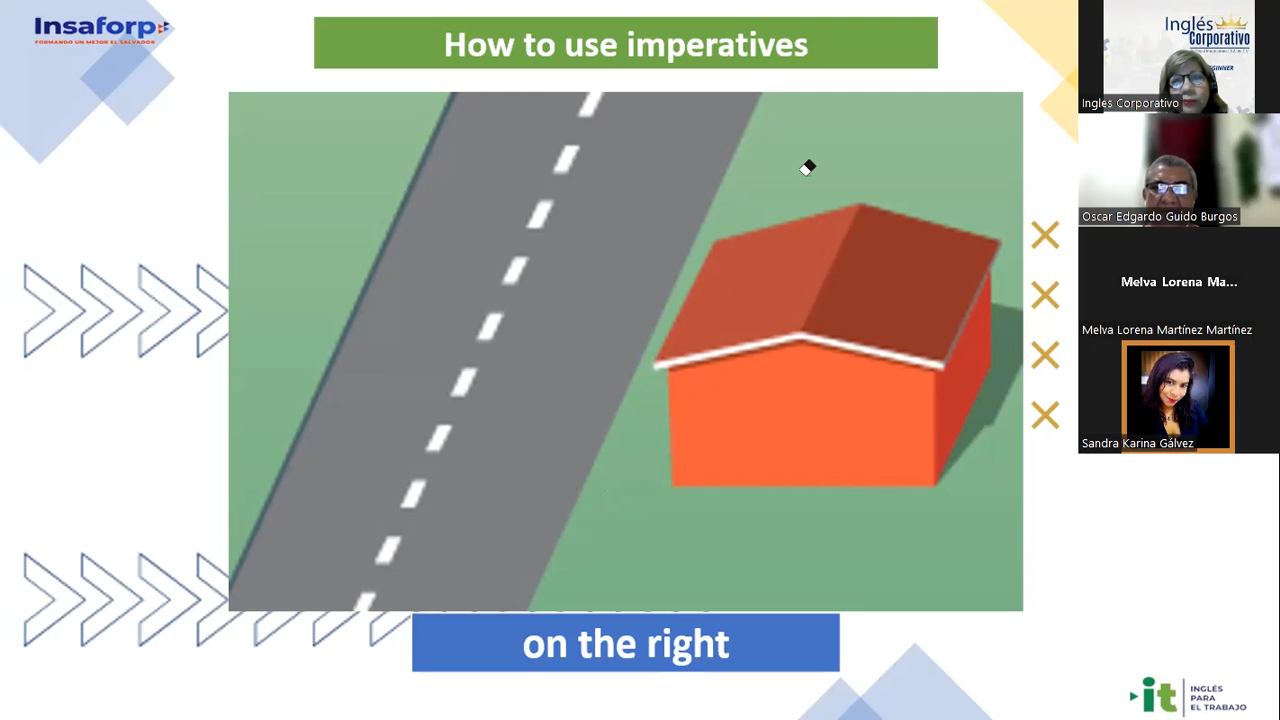 Insaforp
FORMANDO UN MEJOR EL SALVADOR
How to use imperatives
on the right
Inglés
Corporativo
Inglés Corporativo
Oscar Edgardo Guido Burgos
Melva Lorena Ma...
Melva Lorena Martínez Martínez
Sandra Karina Gálvez
it
INGLÉS
PARA
EL TRABAJO